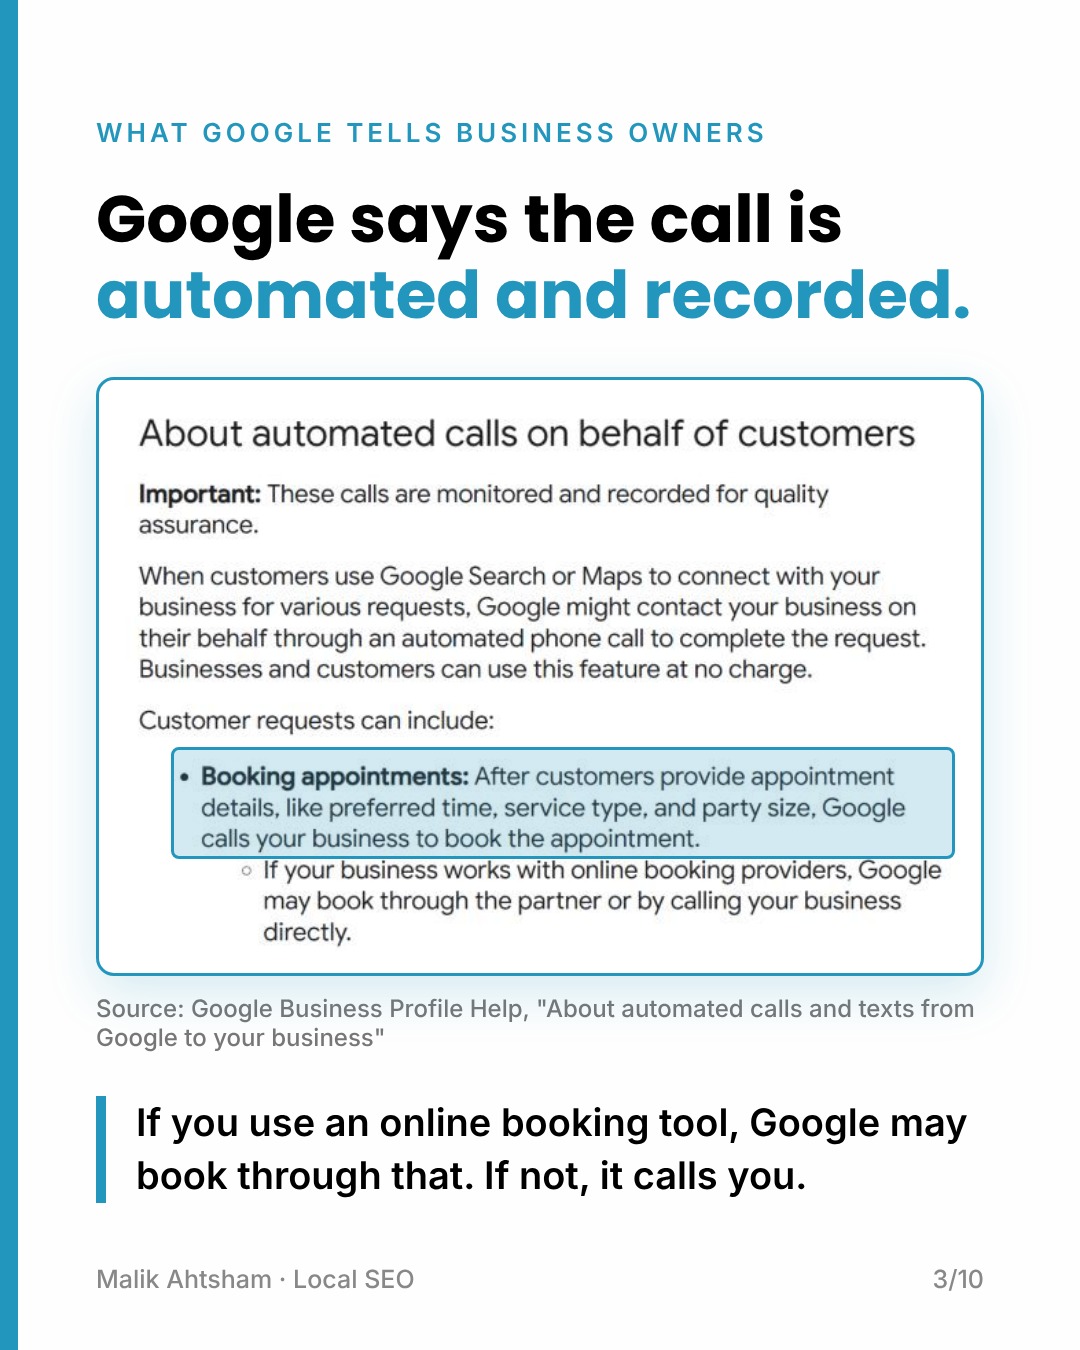 WHAT GOOGLE TELLS BUSINESS OWNERS
Google says the call is
automated and recorded.
About automated calls on behalf of customers
Important: These calls are monitored and recorded for quality
assurance.
When customers use Google Search or Maps to connect with your
business for various requests, Google might contact your business on
their behalf through an automated phone call to complete the request.
Businesses and customers can use this feature at no charge.
Customer requests can include:
• Booking appointments: After customers provide appointment
details, like preferred time, service type, and party size, Google
calls your business to book the appointment.
○ If your business works with online booking providers, Google
may book through the partner or by calling your business
directly.
Source: Google Business Profile Help, "About automated calls and texts from
Google to your business"
If you use an online booking tool, Google may
book through that. If not, it calls you.
Malik Ahtsham · Local SEO
3/10